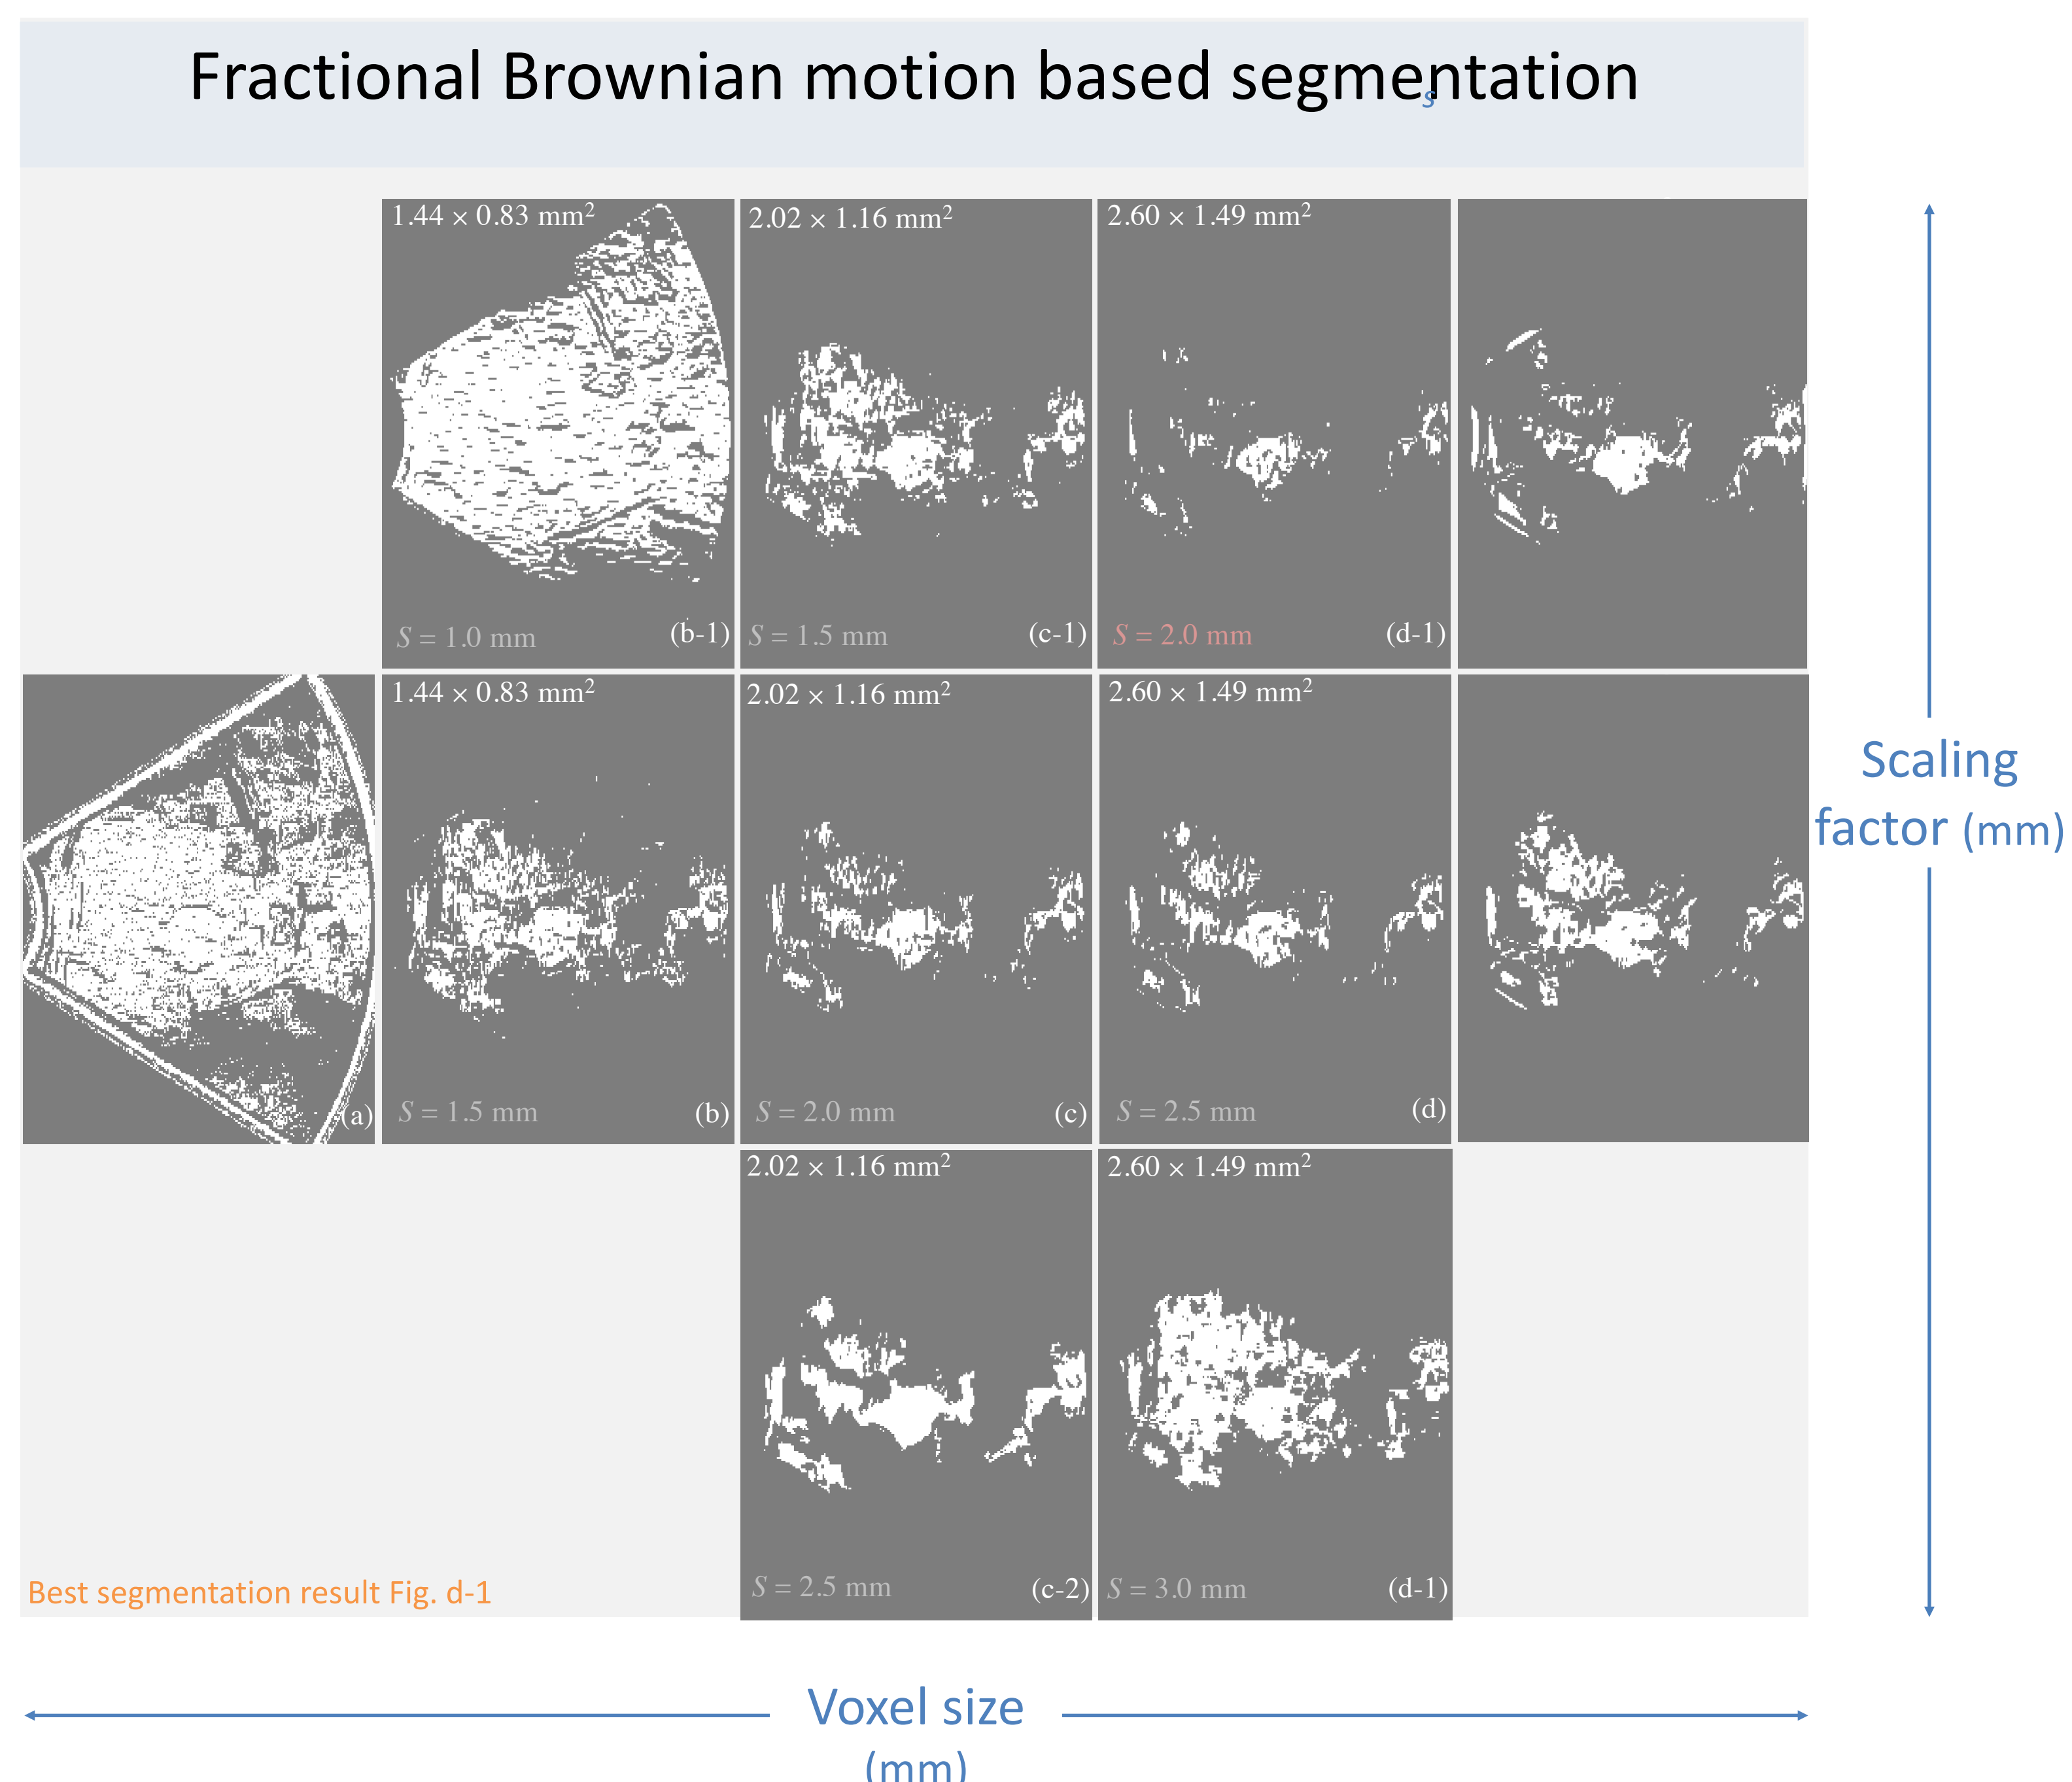 Fractional Brownian motion based segmentation
s
1.44 × 0.83 mm²
2.02 × 1.16 mm²
2.60 × 1.49 mm²
S = 1.0 mm
(b-1)
S = 1.5 mm
(c-1)
S = 2.0 mm
(d-1)
1.44 × 0.83 mm²
2.02 × 1.16 mm²
2.60 × 1.49 mm²
Scaling
factor (mm)
(a)
S = 1.5 mm
(b)
S = 2.0 mm
(c)
S = 2.5 mm
(d)
2.02 × 1.16 mm²
2.60 × 1.49 mm²
Best segmentation result Fig. d-1
S = 2.5 mm
(c-2)
S = 3.0 mm
(d-1)
Voxel size
(mm)